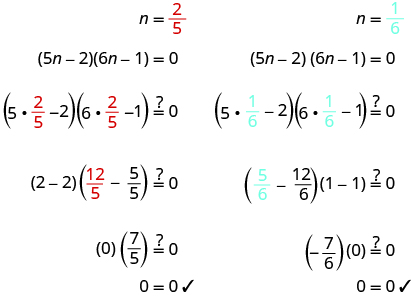 n = 2/5
(5n – 2)(6n – 1) = 0
(5 • 2/5 – 2)(6 • 2/5 – 1) ≟ 0
(2 – 2)(12/5 – 5/5) ≟ 0
(0)(7/5) ≟ 0
0 = 0 ✓
n = 1/6
(5n – 2) (6n – 1) = 0
(5 • 1/6 – 2)(6 • 1/6 – 1) ≟ 0
(5/6 – 12/6)(1 – 1) ≟ 0
(–7/6)(0) ≟ 0
0 = 0 ✓